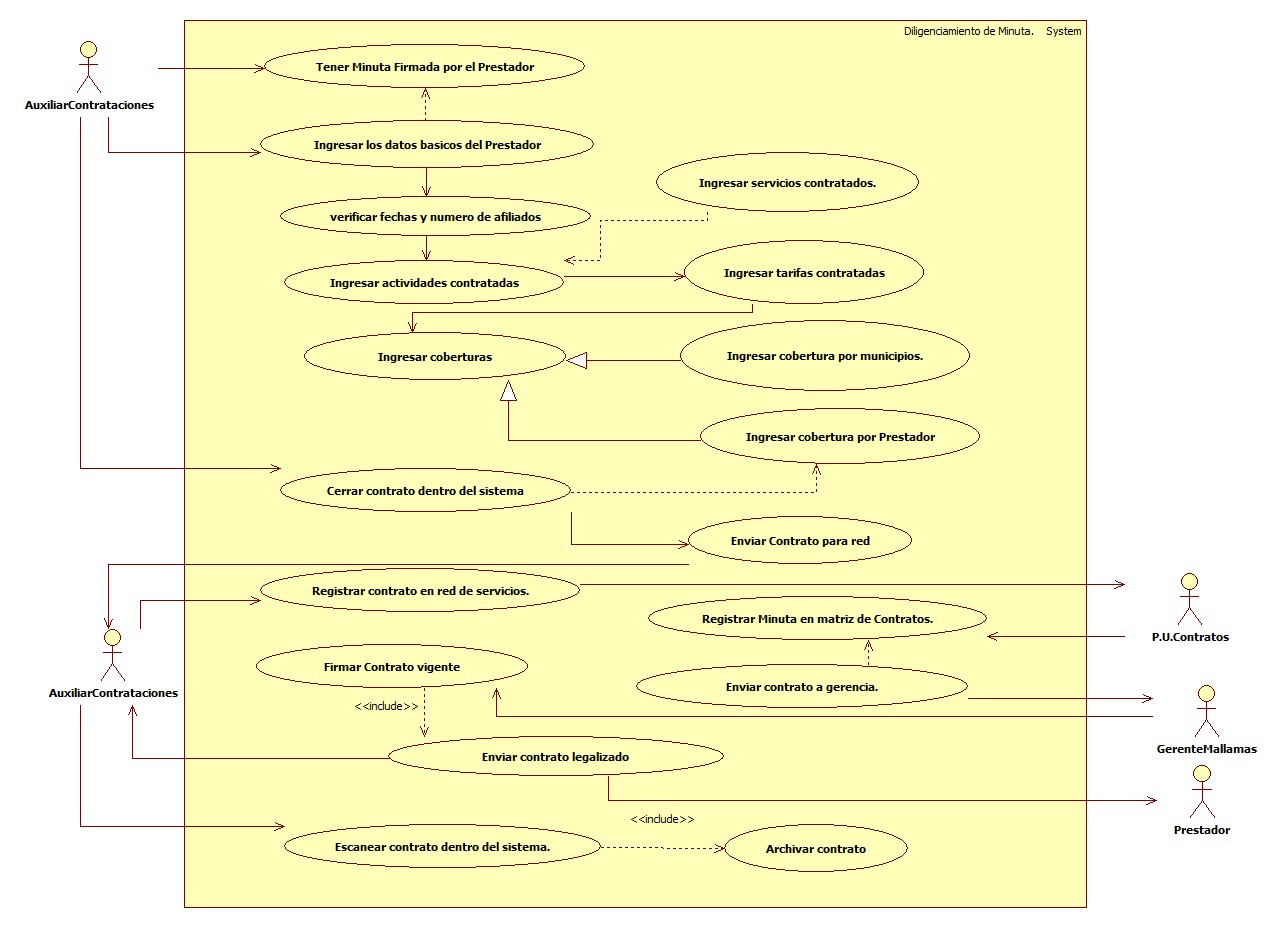 Diligenciamiento de Minuta. System
Tener Minuta Firmada por el Prestador
AuxiliarContrataciones
Ingresar los datos basicos del Prestador
Ingresar servicios contratados.
verificar fechas y numero de afiliados
Ingresar tarifas contratadas
Ingresar actividades contratadas
Ingresar coberturas
Ingresar cobertura por municipios.
Ingresar cobertura por Prestador
Cerrar contrato dentro del sistema
Enviar Contrato para red
Registrar contrato en red de servicios.
Registrar Minuta en matriz de Contratos.
P.U.Contratos
Firmar Contrato vigente
Enviar contrato a gerencia.
AuxiliarContrataciones
<<include>>
GerenteMallamas
Enviar contrato legalizado
<<include>>
Prestador
Escanear contrato dentro del sistema.
Archivar contrato